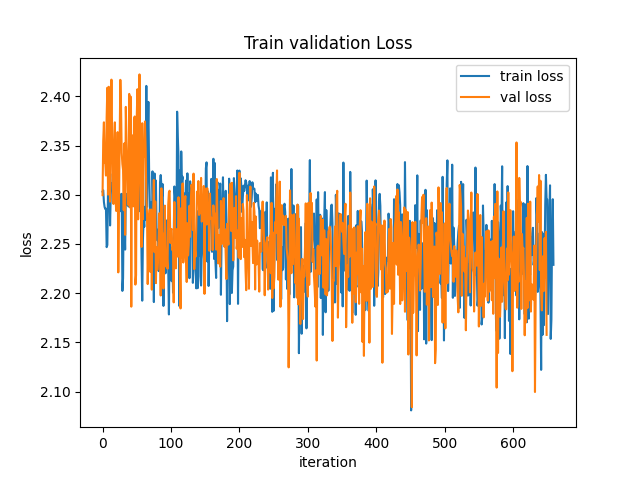 Train validation Loss
train loss
val loss
2.40
2.35
2.30
2.25
2.20
2.15
2.10
loss
0 100 200 300 400 500 600
iteration